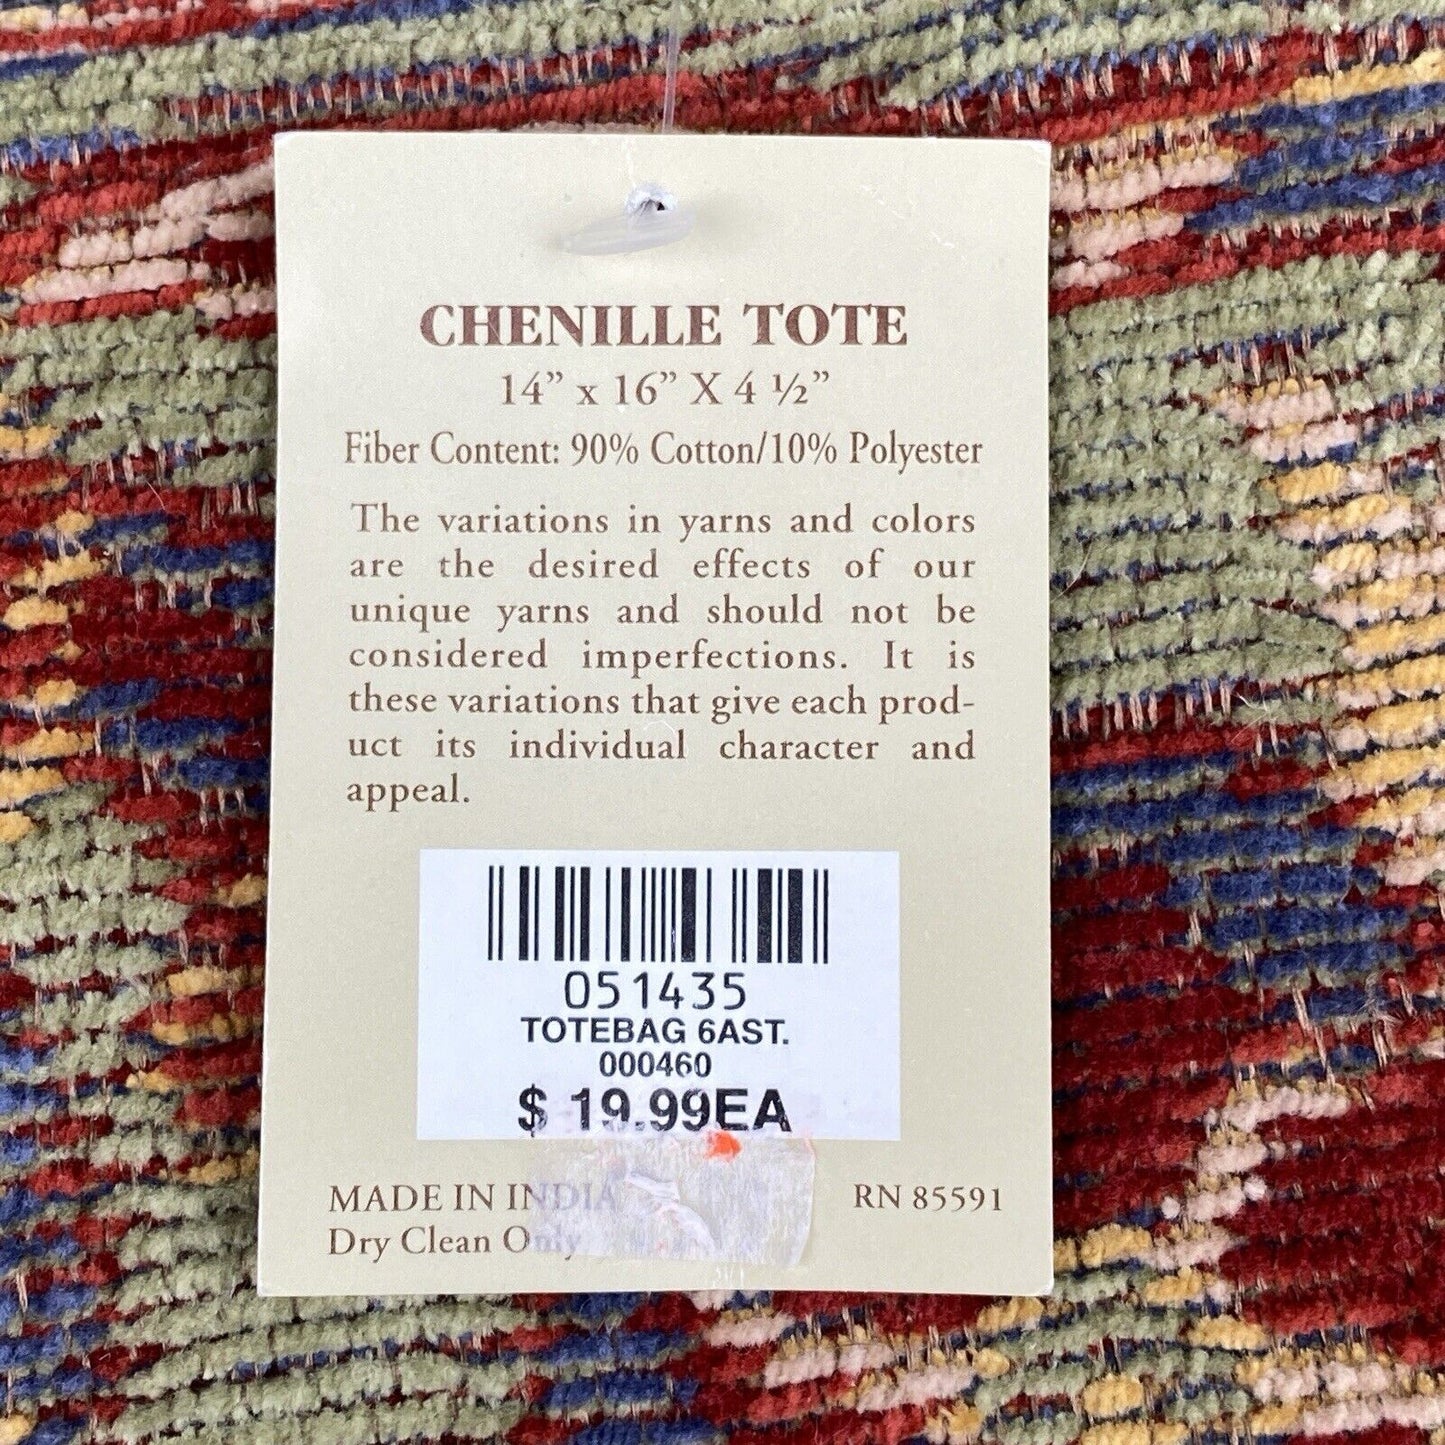 CHENILLE TOTE
14” x 16” X 4 ½”
Fiber Content: 90% Cotton/10% Polyester
The variations in yarns and colors
are the desired effects of our
unique yarns and should not be
considered imperfections. It is
these variations that give each prod-
uct its individual character and
appeal.
051435
TOTEBAG 6AST.
000460
$ 19.99EA
MADE IN INDIA
RN 85591
Dry Clean Only